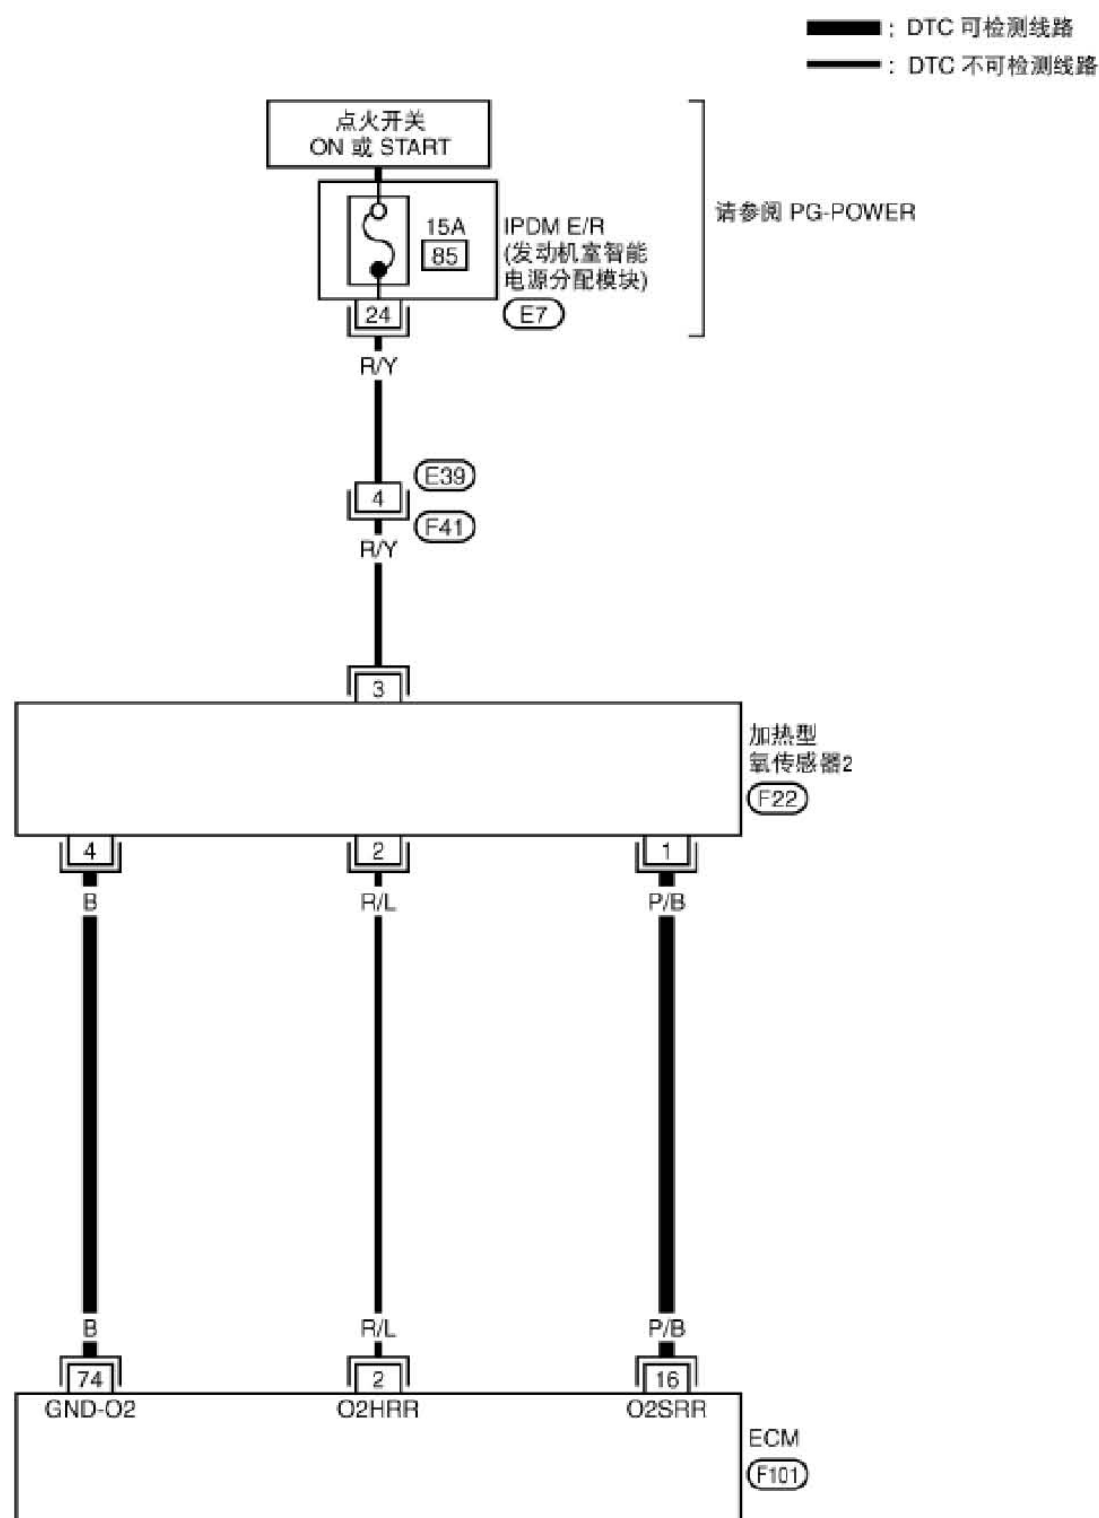 : DTC 可检测线路
: DTC 不可检测线路
点火开关
ON 或 START
请参阅 PG-POWER
15A
85
IPDM E/R
(发动机室智能
电源分配模块)
24
E7
R/Y
E39
4
F41
R/Y
3
加热型
氧传感器2
F22
4
2
1
B
R/L
P/B
B
R/L
P/B
74
2
16
GND-O2
O2HRR
O2SRR
ECM
F101